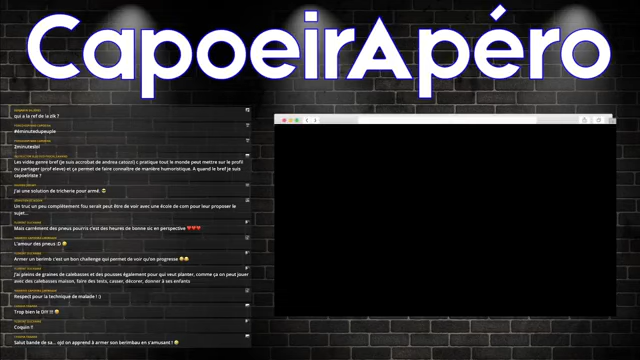 CapoeirApéro
qui a la ref de la zik ?
#4minutedupeuple
2minuteslol
Les vidéo genre bref (je suis accrobat de andrea catozzi) c pratique tout le monde peut mettre sur le profil
ou partager (prof eleve) et ça permet de faire connaître de manière humoristique. A quand le bref je suis
capoeiriste ?
J'ai une solution de tricherie pour armé. 😎
Un truc un peu complètement fou serait peut être de voir avec une école de com pour leur proposer le
sujet...
Mais carrément des pneus pourris c'est des heures de bonne sic en perspective ❤️❤️❤️
L'amour des pneus :D 🤣
Armer un berimb c'est un bon challenge qui permet de voir qu'on progresse 😄😄
J'ai pleins de graines de calebasses et des pousses également pour qui veut planter, comme ça on peut jouer
avec des calebasses maison, faire des tests, casser, décorer, donner à ses enfants
Respect pour la technique de malade ! :)
Trop bien le DIY !!! 🤣
Coquin !!
Salut bande de sa... ojd on apprend à armer son berimbau en s'amusant ! 🤣